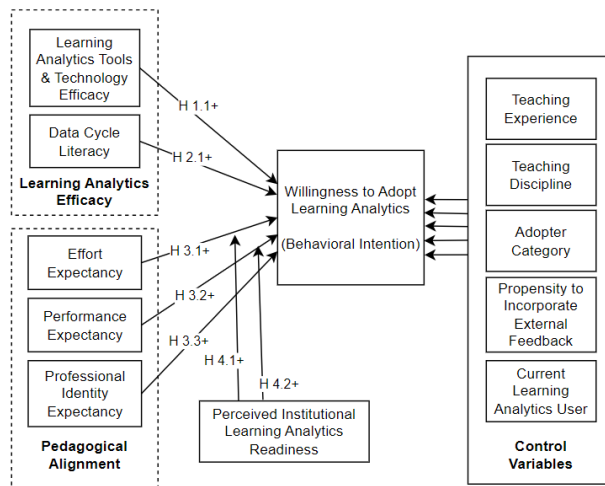 Learning
Analytics Tools
& Technology
Efficacy
Data Cycle
Literacy
Learning Analytics
Efficacy
H 1.1+
H 2.1+
Effort
Expectancy
Performance
Expectancy
Professional
Identity
Expectancy
Pedagogical
Alignment
H 3.1+
H 3.2+
H 3.3+
H 4.1+
H 4.2+
Willingness to Adopt
Learning Analytics
(Behavioral Intention)
Perceived Institutional
Learning Analytics
Readiness
Teaching
Experience
Teaching
Discipline
Adopter
Category
Propensity to
Incorporate
External
Feedback
Current
Learning
Analytics User
Control
Variables